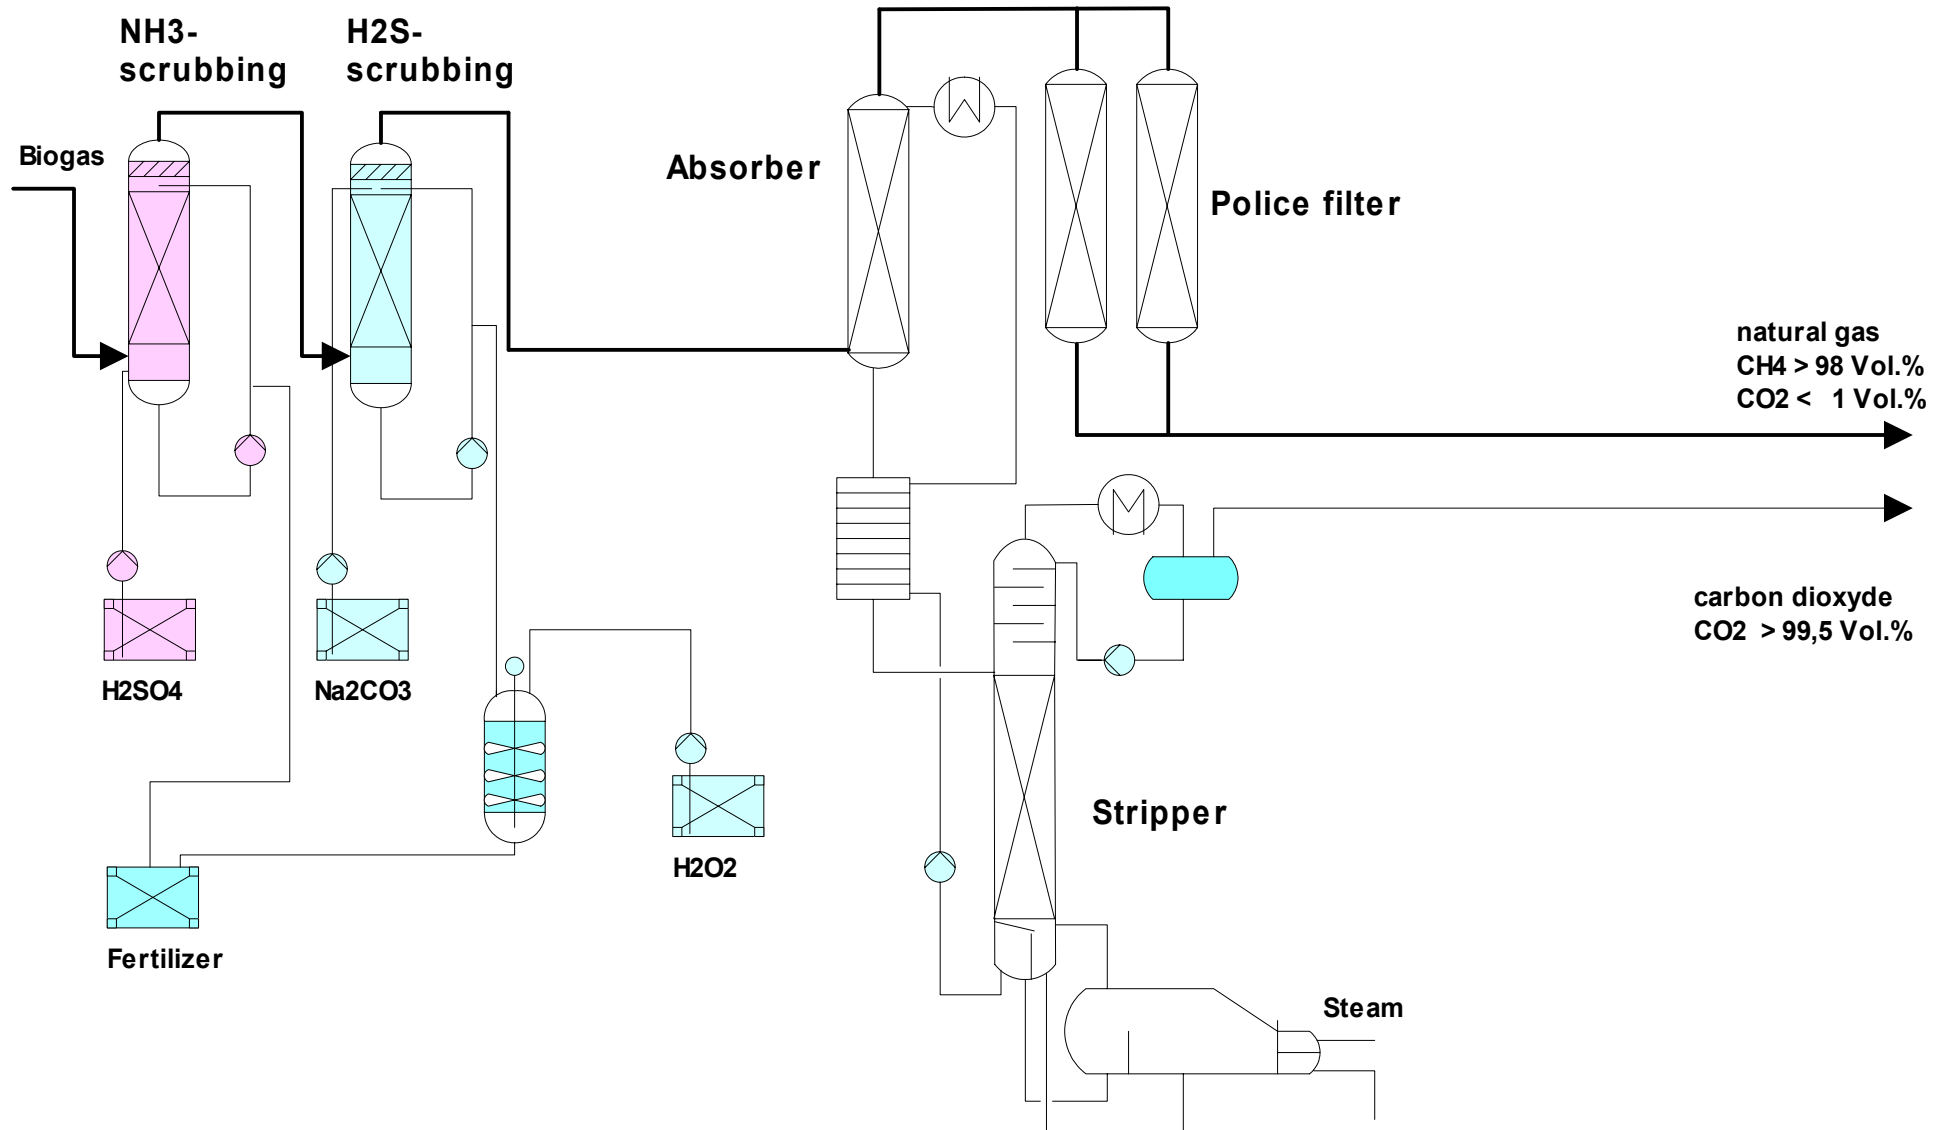 NH3-
scrubbing
H2S-
scrubbing
Biogas
Absorber
Police filter
natural gas
CH4 > 98 Vol.%
CO2 < 1 Vol.%
carbon dioxyde
CO2 > 99,5 Vol.%
H2SO4
Na2CO3
H2O2
Stripper
Fertilizer
Steam